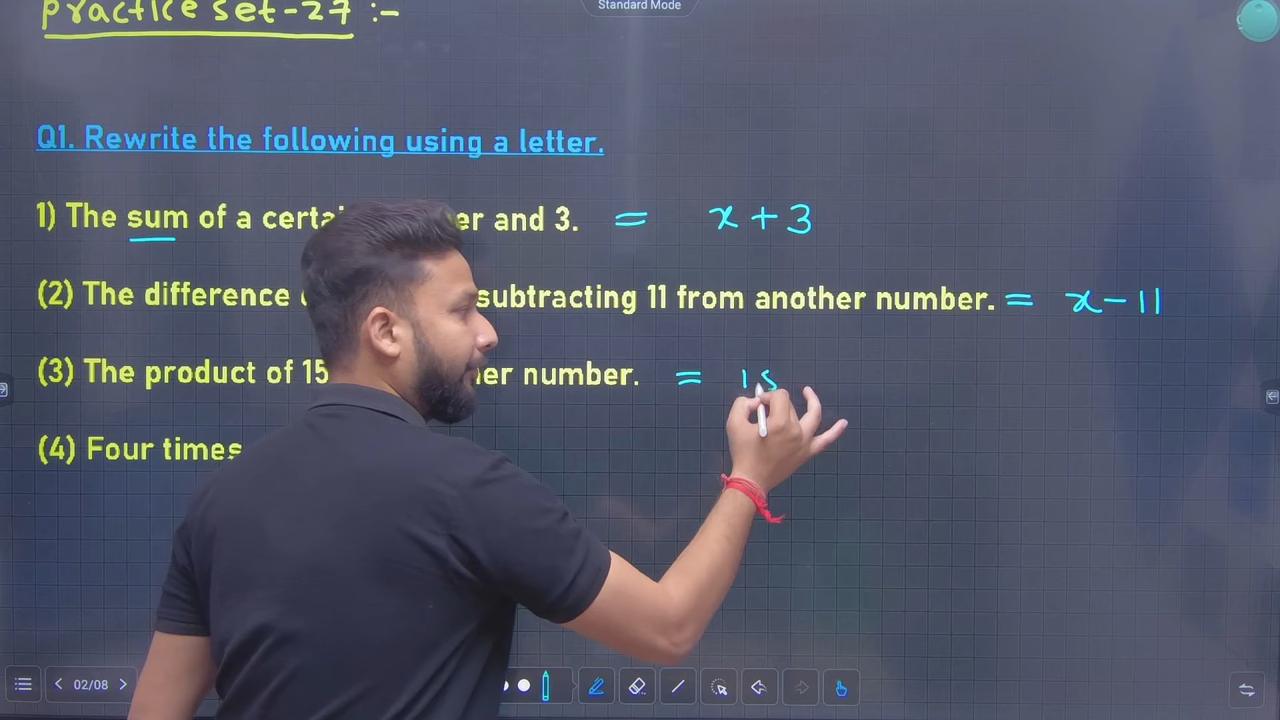 Standard Mode
practice set-27 :-
Q1. Rewrite the following using a letter.
1) The sum of a certai er and 3. = x + 3
(2) The difference subtracting 11 from another number. = x - 11
(3) The product of 15 her number. = 15
(4) Four times
02/08